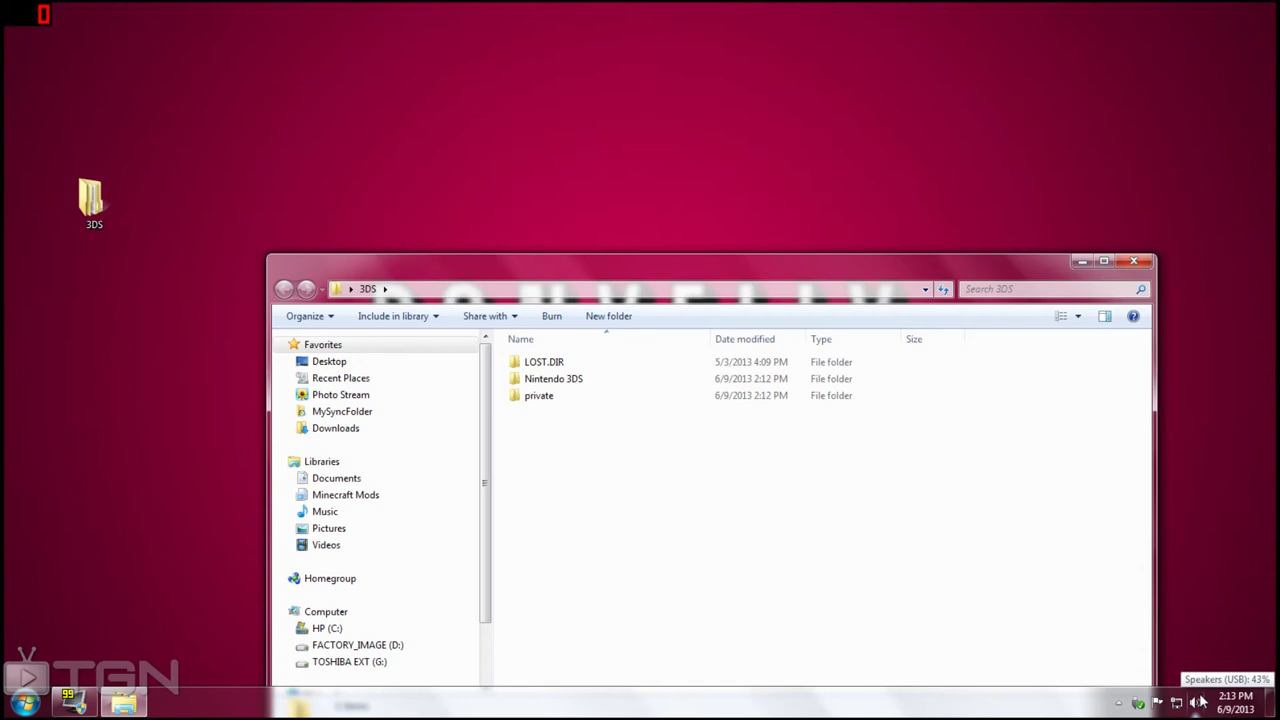 0
3DS
3DS
Search 3DS
Organize
Include in library
Share with
Burn
New folder
Name
Date modified
Type
Size
LOST.DIR
5/3/2013 4:09 PM
File folder
Nintendo 3DS
6/9/2013 2:12 PM
File folder
private
6/9/2013 2:12 PM
File folder
Favorites
Desktop
Recent Places
Photo Stream
MySyncFolder
Downloads
Libraries
Documents
Minecraft Mods
Music
Pictures
Videos
Homegroup
Computer
HP (C:)
FACTORY_IMAGE (D:)
TOSHIBA EXT (G:)
TGN
Speakers (USB): 43%
99
2:13 PM
6/9/2013